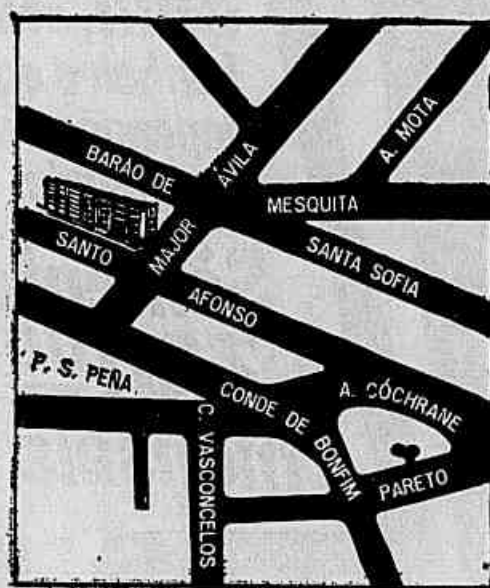 A. MOTA
BARÃO DE
ÁVILA
MESQUITA
SANTO
MAJOR
SANTA SOFIA
AFONSO
P. S. PEÑA
CONDE DE BONFIM
A. CÓCHRANE
C. VASCONCELOS
PARETO